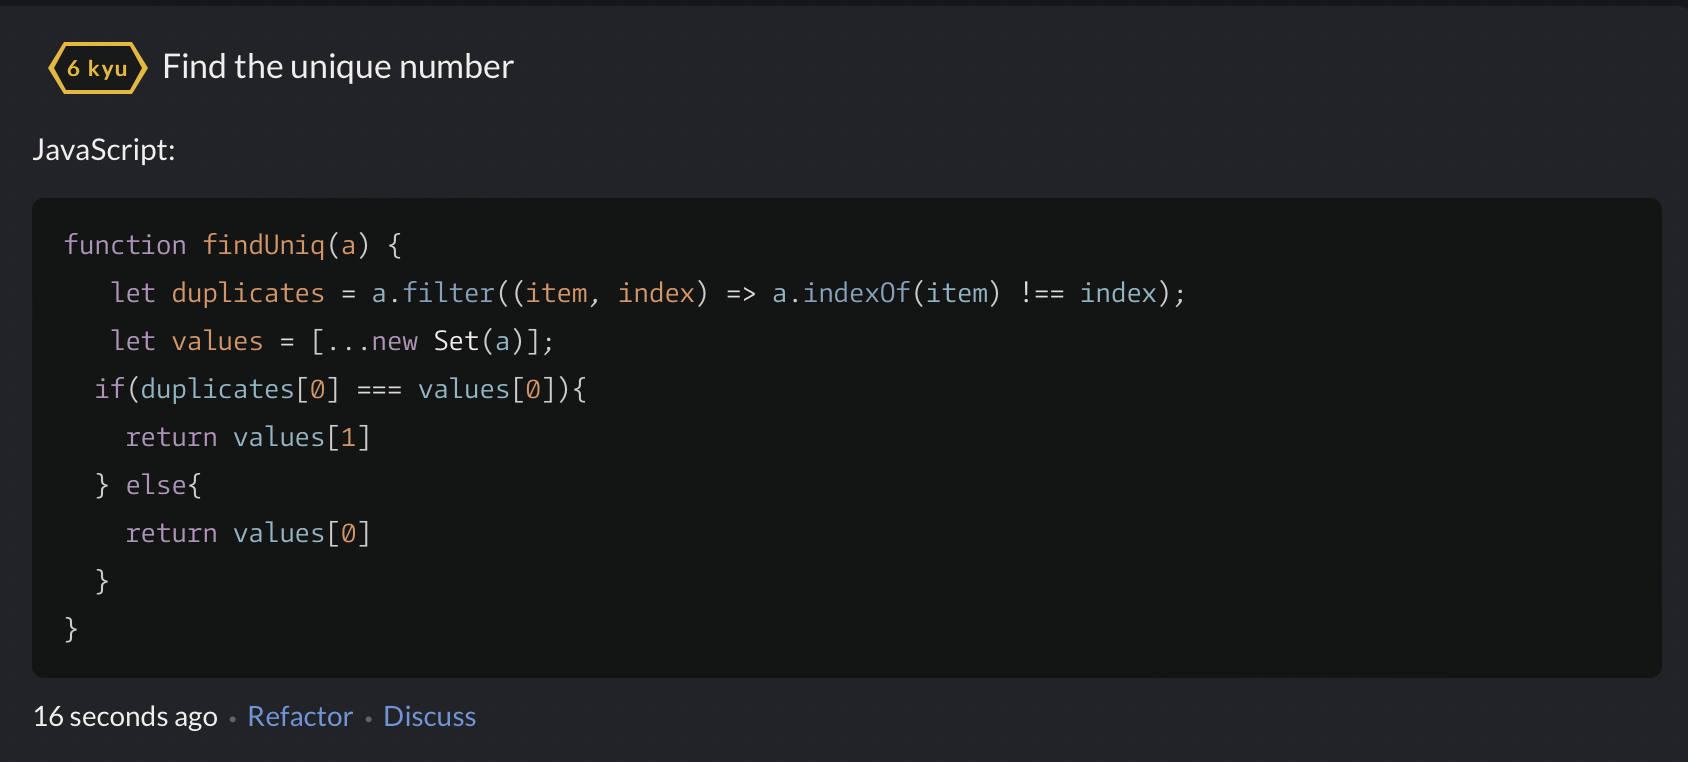 6 kyu Find the unique number
JavaScript:
function findUniq(a) {
   let duplicates = a.filter((item, index) => a.indexOf(item) !== index);
   let values = [...new Set(a)];
  if(duplicates[0] === values[0]){
    return values[1]
  } else{
    return values[0]
  }
}
16 seconds ago • Refactor • Discuss